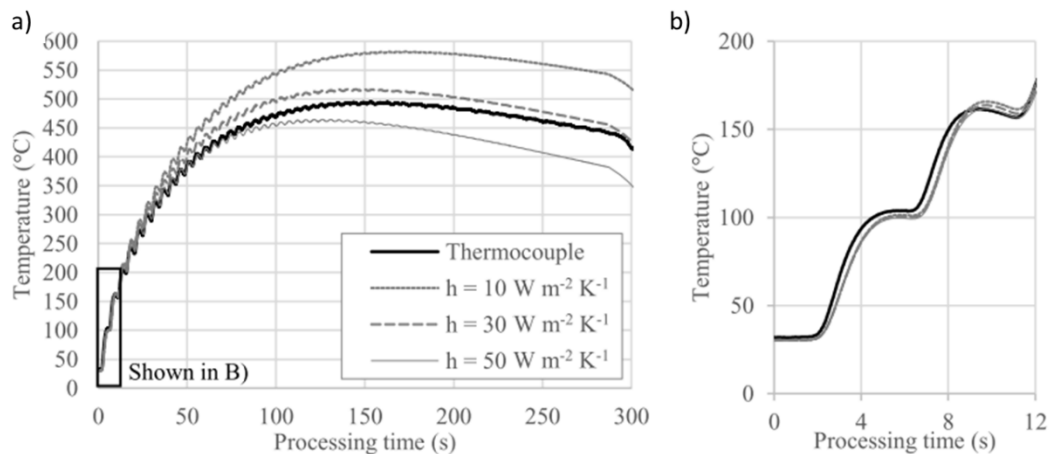 a)
b)
600
550
500
450
400
350
300
250
200
150
100
50
0
Temperature (°C)
Thermocouple
h = 10 W m-2 K-1
h = 30 W m-2 K-1
h = 50 W m-2 K-1
Shown in B)
0 50 100 150 200 250 300
Processing time (s)
200
150
100
50
0
Temperature (°C)
0 4 8 12
Processing time (s)